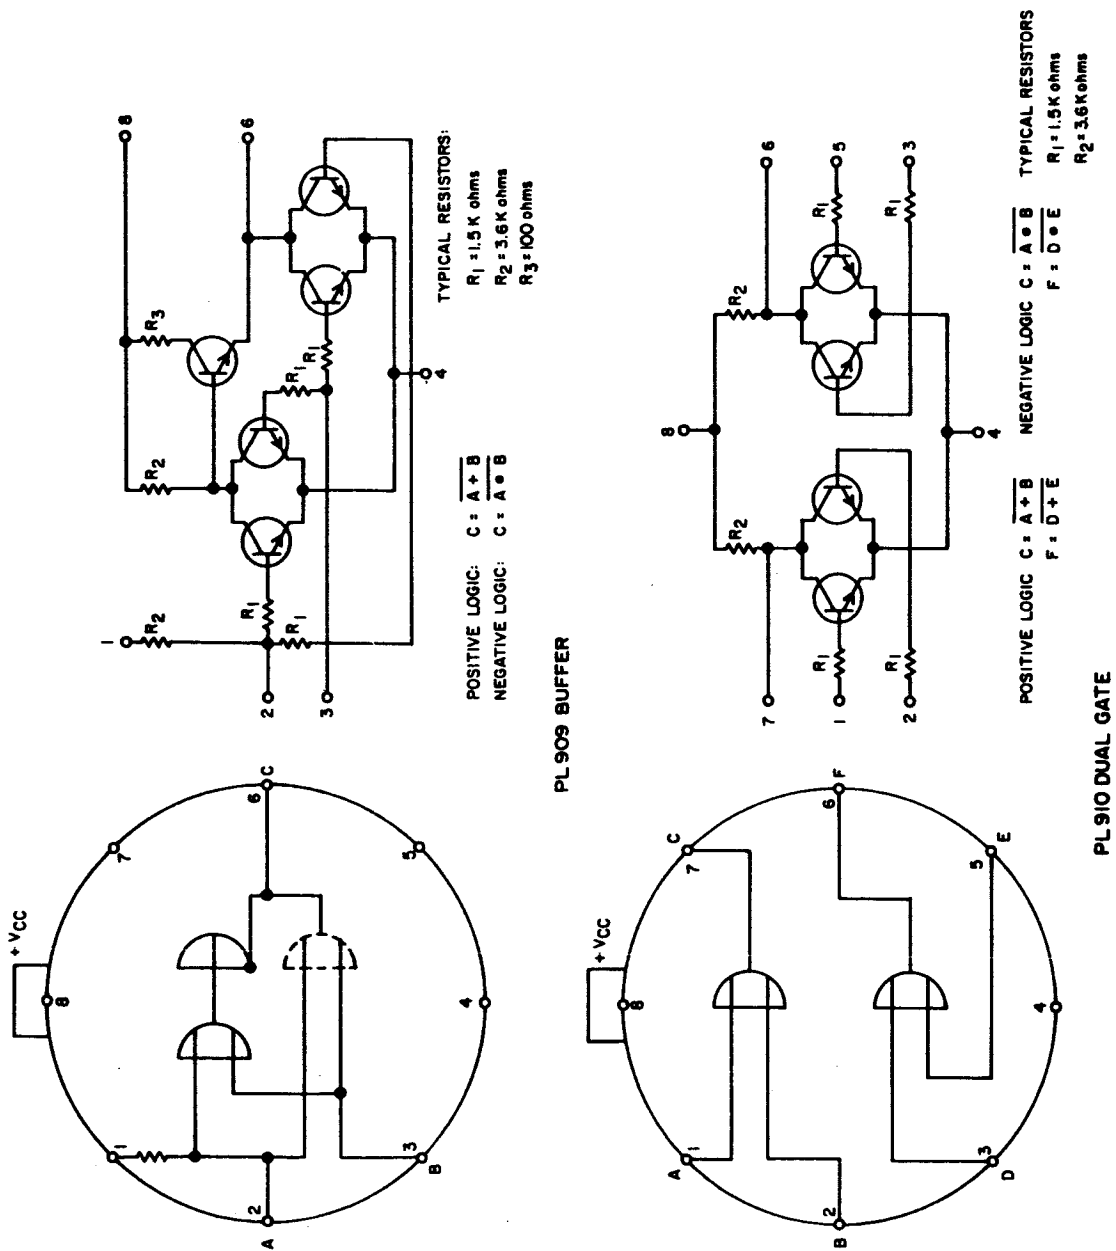 +VCC
8
1
7
2
6
A
C
3
5
B
4
1
8
R2
R2
R3
2
R1
R1
R1
R1
6
3
4
POSITIVE LOGIC: C = A + B
NEGATIVE LOGIC: C = A • B
TYPICAL RESISTORS:
R1 = 1.5 K ohms
R2 = 3.6 K ohms
R3 = 100 ohms
PL909 BUFFER
+VCC
8
A
1
7
C
B
2
6
F
D
3
5
E
4
8
7
R2
R2
6
1
R1
R1
5
2
R1
R1
3
4
POSITIVE LOGIC C = A + B
F = D + E
NEGATIVE LOGIC C = A • B
F = D • E
TYPICAL RESISTORS
R1 = 1.5 K ohms
R2 = 3.6 K ohms
PL910 DUAL GATE